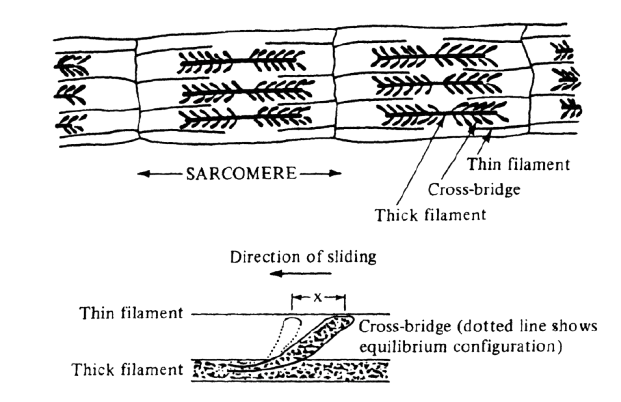 SARCOMERE
Thin filament
Cross-bridge
Thick filament
Direction of sliding
x
Thin filament
Cross-bridge (dotted line shows
equilibrium configuration)
Thick filament